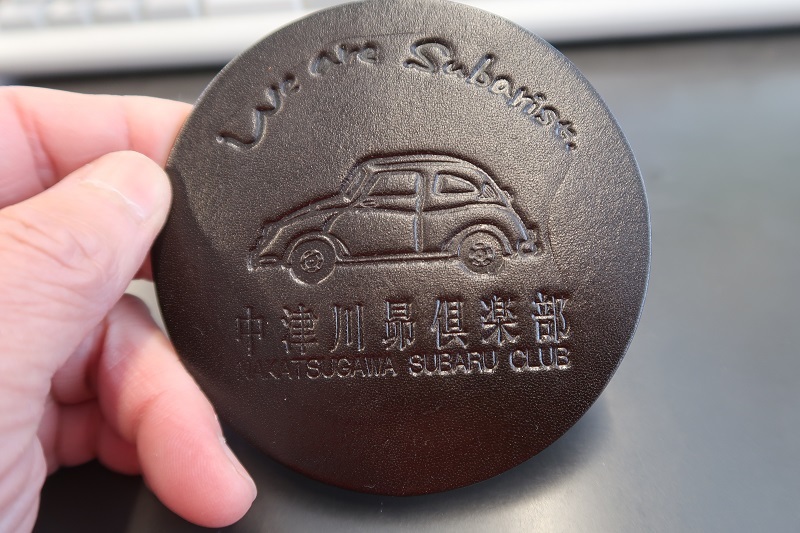 We are Subarist.
中津川昴倶楽部
NAKATSUGAWA SUBARU CLUB